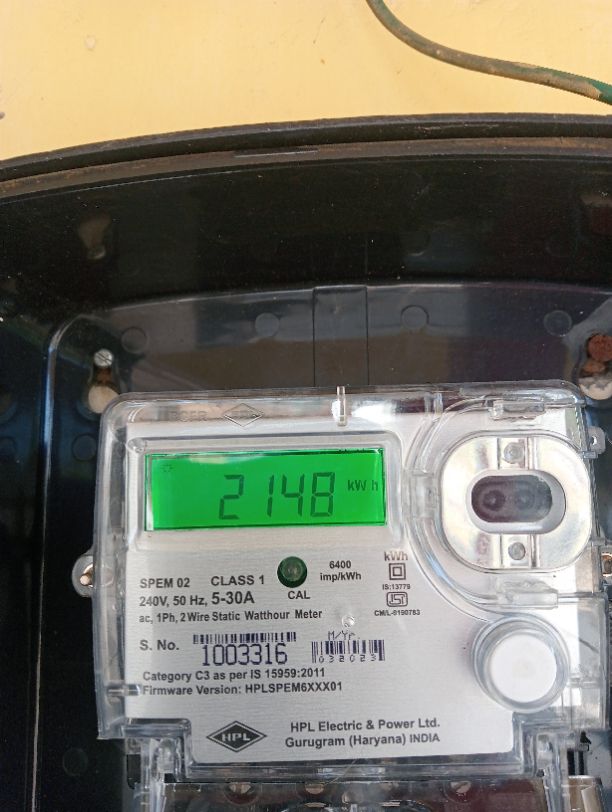 2148 kWh
SPEM 02 CLASS 1
6400 imp/kWh
kWh
240V, 50 Hz, 5-30A
CAL
IS:13779
ac, 1Ph, 2 Wire Static Watthour Meter
CM/L-9190783
M/Yr
S. No. 1003316
Category C3 as per IS 15959:2011
Firmware Version: HPLSPEM6XXX01
HPL
HPL Electric & Power Ltd.
Gurugram (Haryana) INDIA